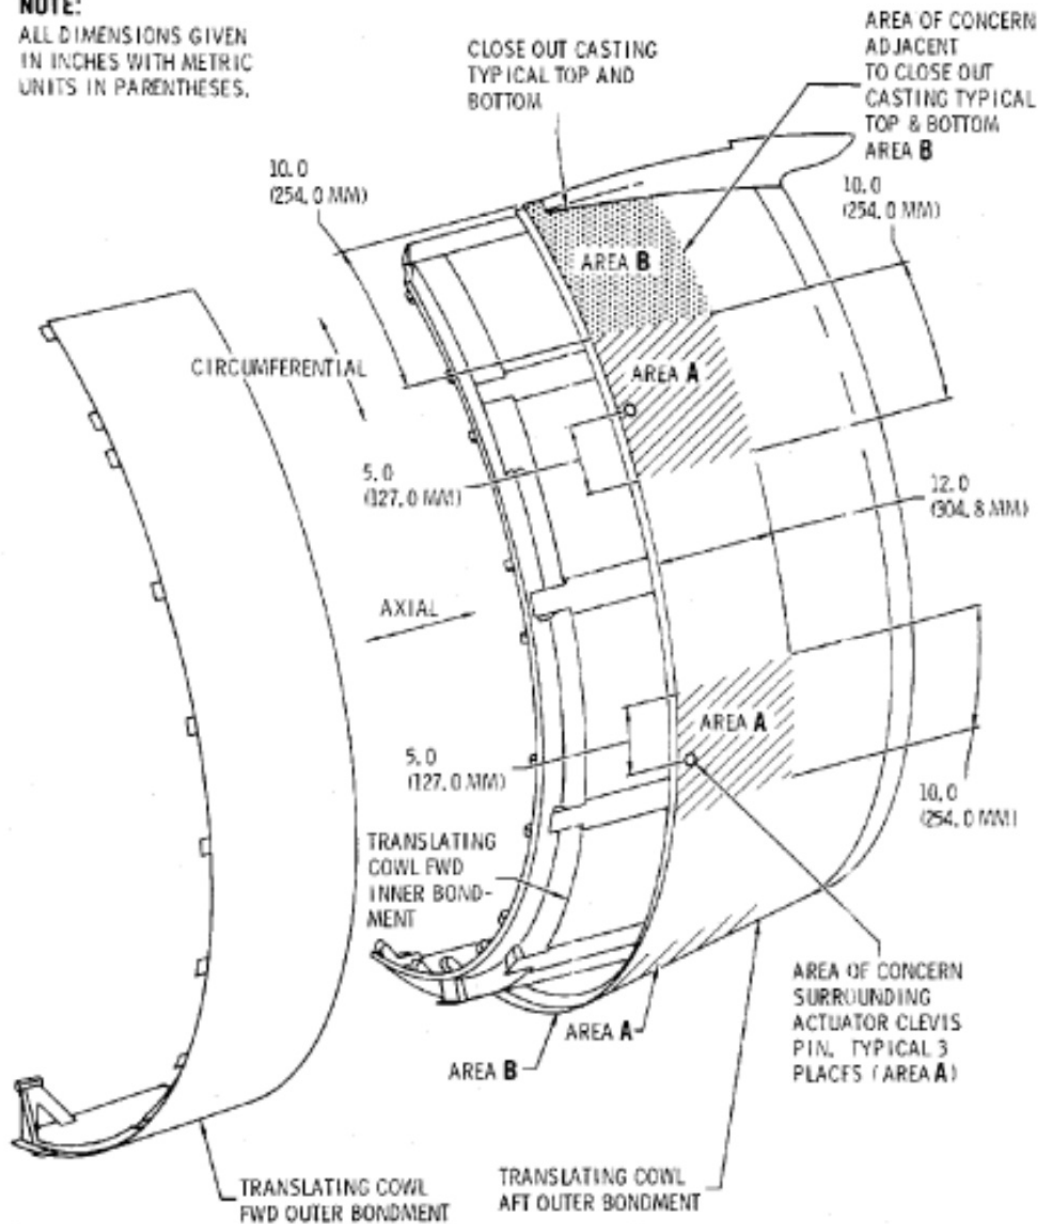 NOTE:
ALL DIMENSIONS GIVEN
IN INCHES WITH METRIC
UNITS IN PARENTHESES.
CLOSE OUT CASTING
TYPICAL TOP AND
BOTTOM
AREA OF CONCERN
ADJACENT
TO CLOSE OUT
CASTING TYPICAL
TOP & BOTTOM
AREA B
10.0
(254.0 MM)
10.0
(254.0 MM)
AREA B
CIRCUMFERENTIAL
AREA A
5.0
(127.0 MM)
12.0
(304.8 MM)
AXIAL
AREA A
5.0
(127.0 MM)
10.0
(254.0 MM)
TRANSLATING
COWL FWD
INNER BOND-
MENT
AREA OF CONCERN
SURROUNDING
ACTUATOR CLEVIS
PIN. TYPICAL 3
PLACES (AREA A)
AREA A
AREA B
TRANSLATING COWL
FWD OUTER BONDMENT
TRANSLATING COWL
AFT OUTER BONDMENT